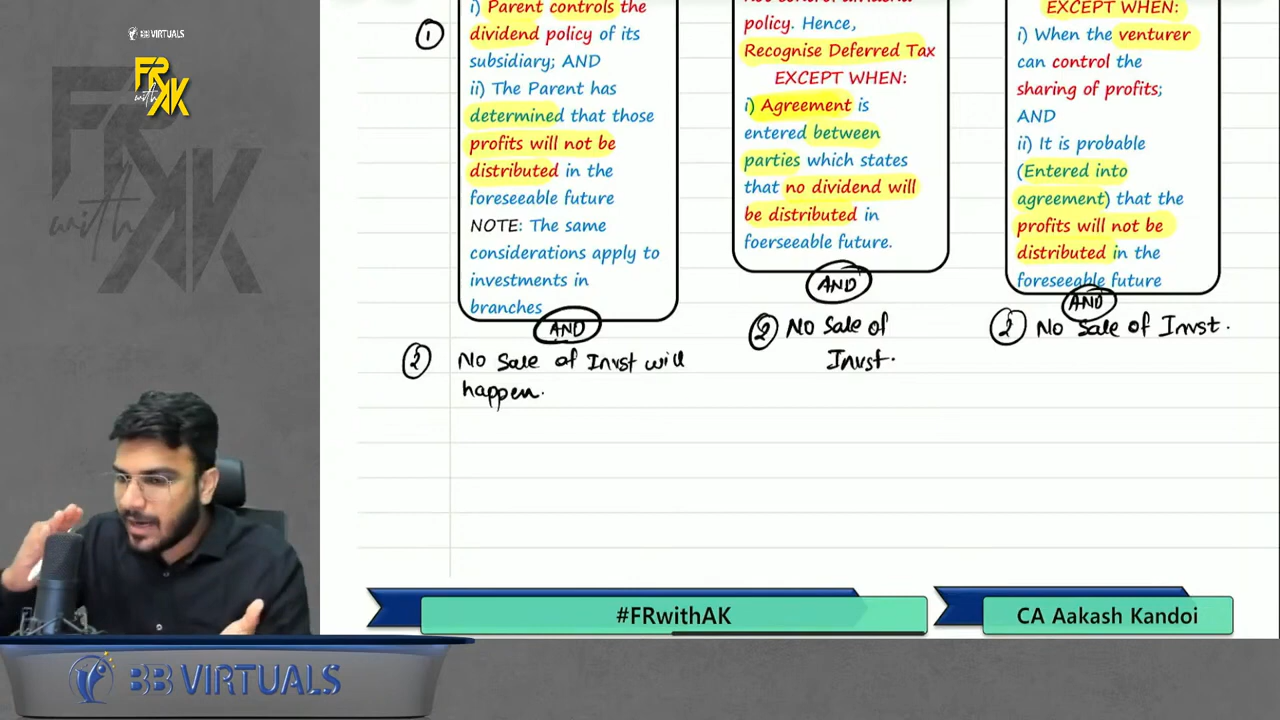 BB VIRTUALS
FR
with
AK
FR
with
AK
①
i) Parent controls the
dividend policy of its
subsidiary; AND
ii) The Parent has
determined that those
profits will not be
distributed in the
foreseeable future
NOTE: The same
considerations apply to
investments in
branches
AND
② No Sale of Invst will
happen.
policy. Hence,
Recognise Deferred Tax
EXCEPT WHEN:
i) Agreement is
entered between
parties which states
that no dividend will
be distributed in
foerseeable future.
AND
② No Sale of
Invst.
EXCEPT WHEN:
i) When the venturer
can control the
sharing of profits;
AND
ii) It is probable
(Entered into
agreement) that the
profits will not be
distributed in the
foreseeable future
AND
② No Sale of Invst.
#FRwithAK
CA Aakash Kandoi
BB VIRTUALS